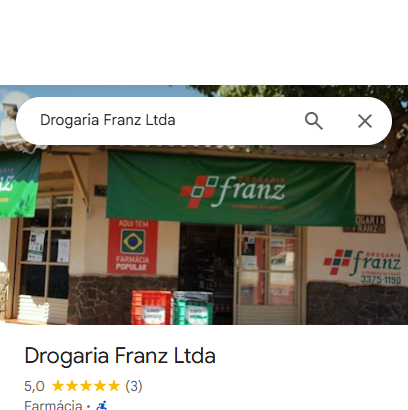 Drogaria Franz Ltda
DROGARIA
franz
AQUI TEM
FARMÁCIA
POPULAR
DROGARIA
FRANZ
DROGARIA
franz
3375-1190
Drogaria Franz Ltda
5,0 (3)
Farmácia ·